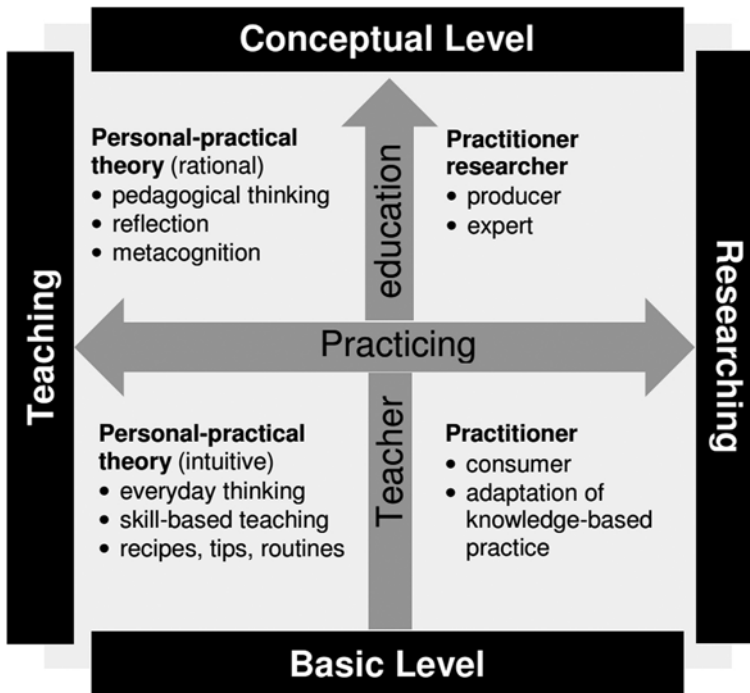 Conceptual Level
Teaching
Personal-practical
theory (rational)
• pedagogical thinking
• reflection
• metacognition
education
Practitioner
researcher
• producer
• expert
Researching
Practicing
Personal-practical
theory (intuitive)
• everyday thinking
• skill-based teaching
• recipes, tips, routines
Teacher
Practitioner
• consumer
• adaptation of
knowledge-based
practice
Basic Level